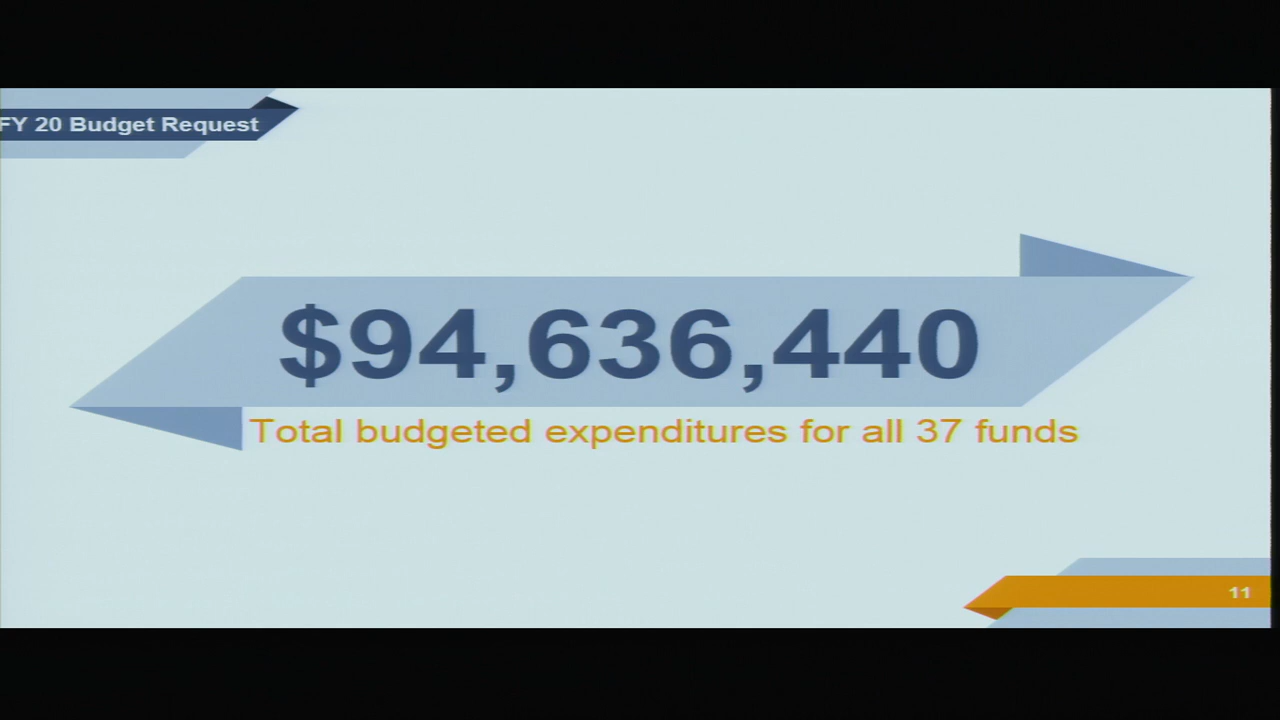 FY 20 Budget Request
$94,636,440
Total budgeted expenditures for all 37 funds
11